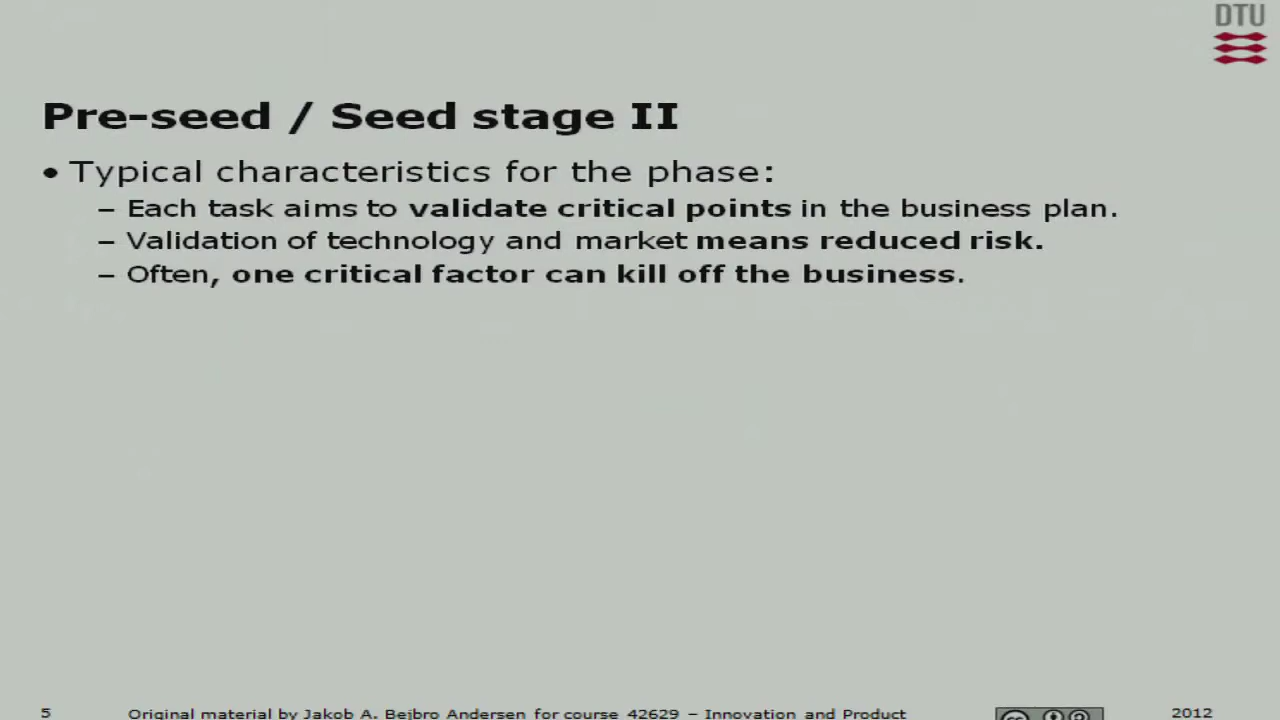 DTU
Pre-seed / Seed stage II
• Typical characteristics for the phase:
– Each task aims to validate critical points in the business plan.
– Validation of technology and market means reduced risk.
– Often, one critical factor can kill off the business.
5 Original material by Jakob A. Bejbro Andersen for course 42629 – Innovation and Product 2012